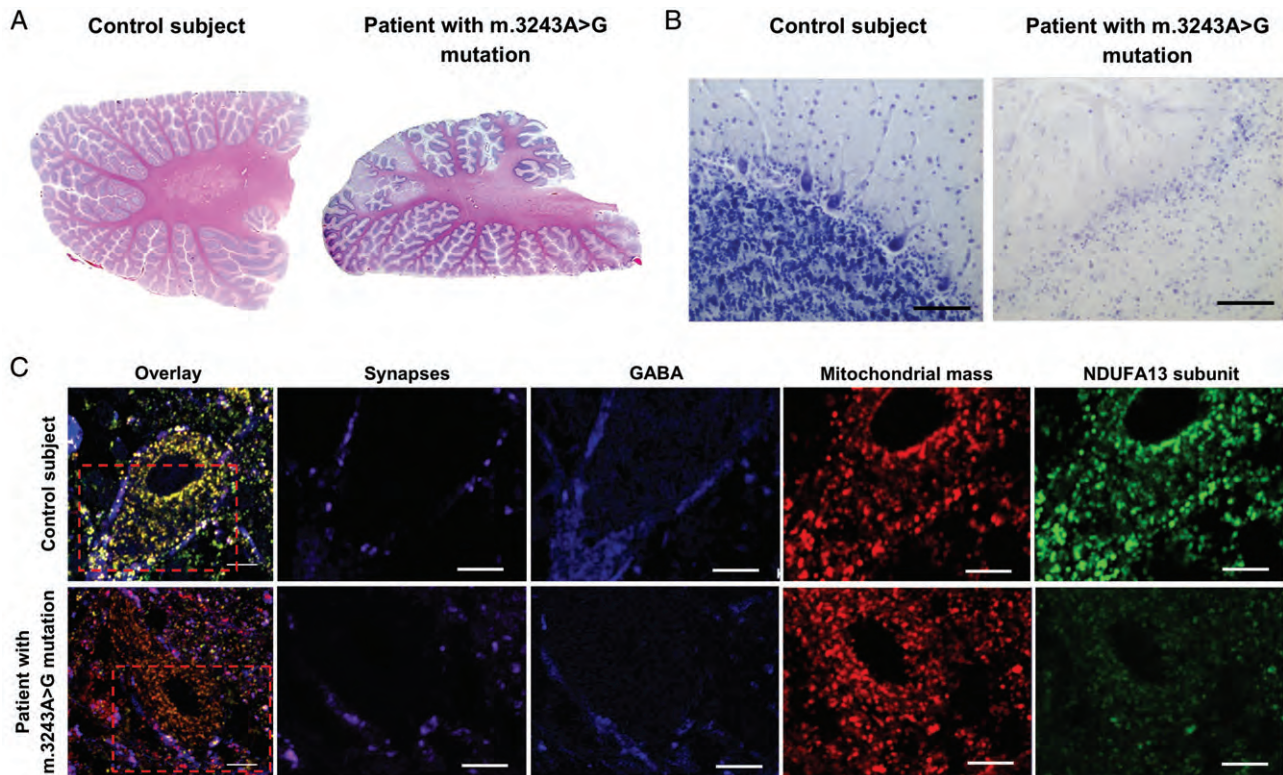 A
Control subject
Patient with m.3243A>G
mutation
B
Control subject
Patient with m.3243A>G
mutation
C
Overlay
Synapses
GABA
Mitochondrial mass
NDUFA13 subunit
Control subject
Patient with
m.3243A>G mutation